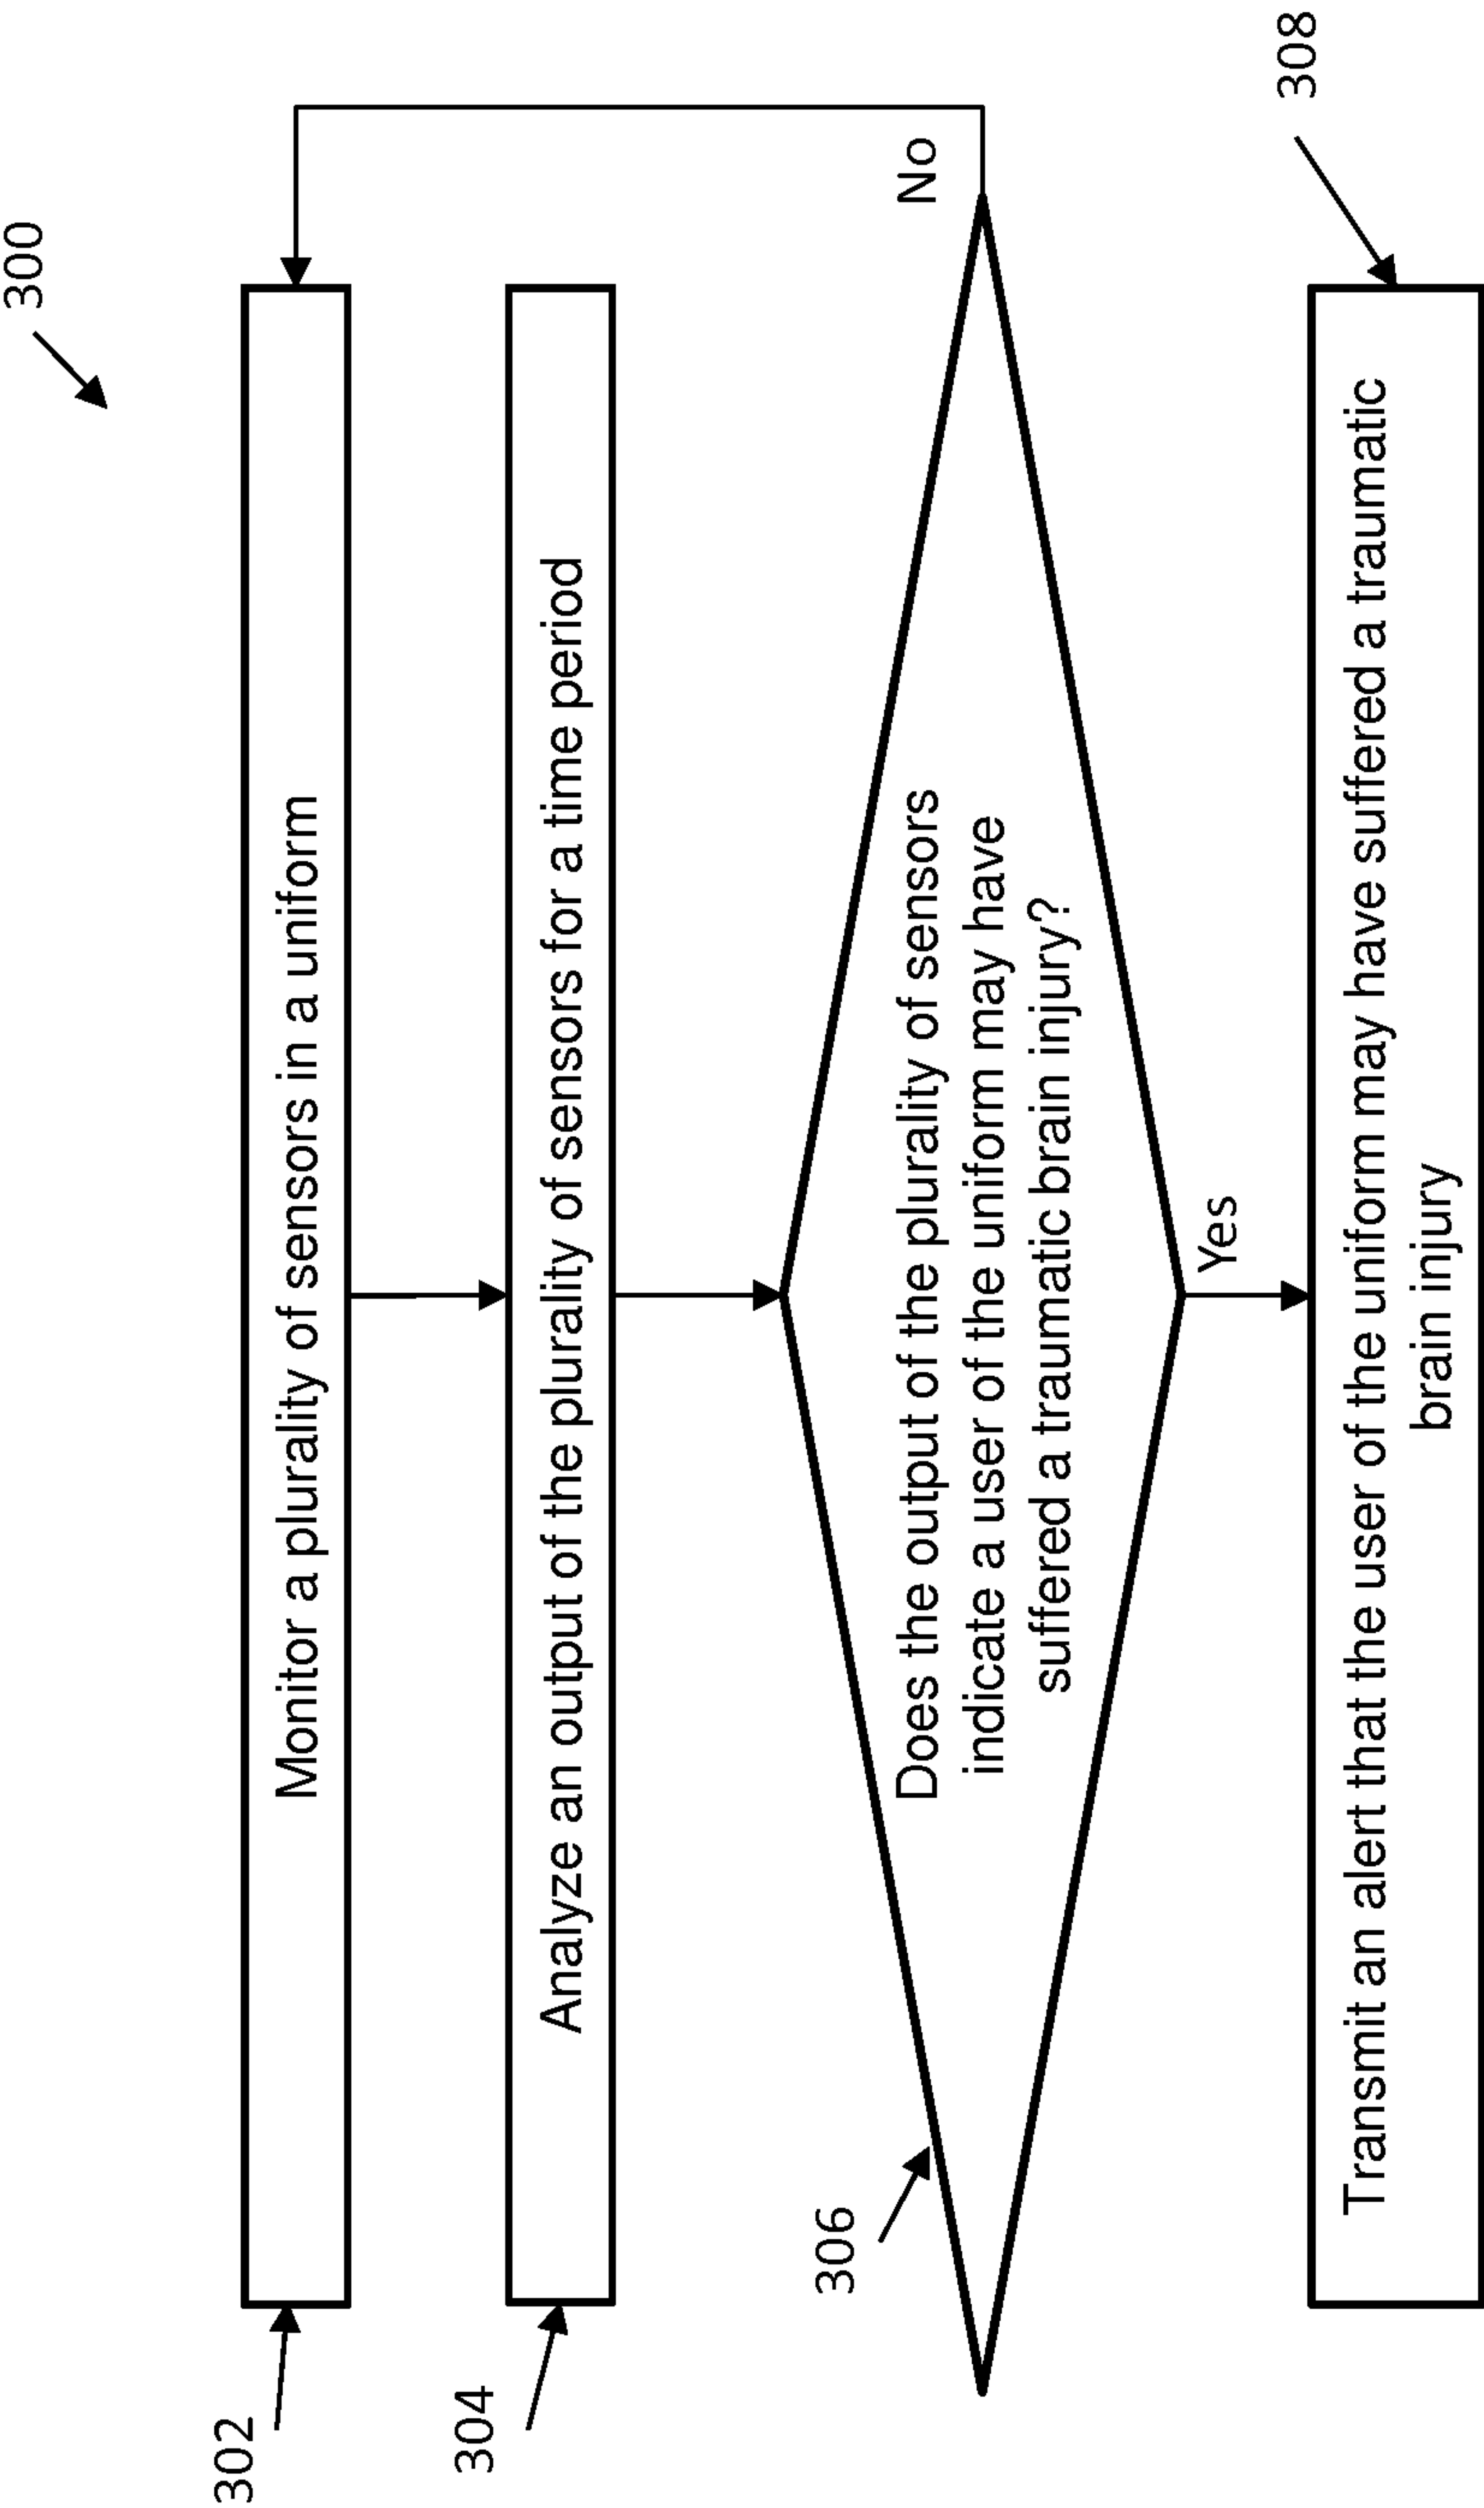 300
302
Monitor a plurality of sensors in a uniform
304
Analyze an output of the plurality of sensors for a time period
306
Does the output of the plurality of sensors
indicate a user of the uniform may have
suffered a traumatic brain injury?
No
Yes
308
Transmit an alert that the user of the uniform may have suffered a traumatic
brain injury